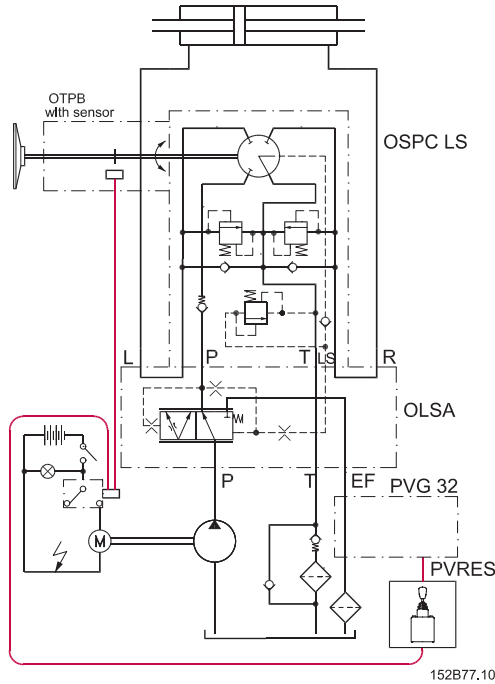 OTPB
with sensor
OSPC LS
L
P
T
LS
R
OLSA
P
T
EF
PVG 32
M
PVRES
152B77.10